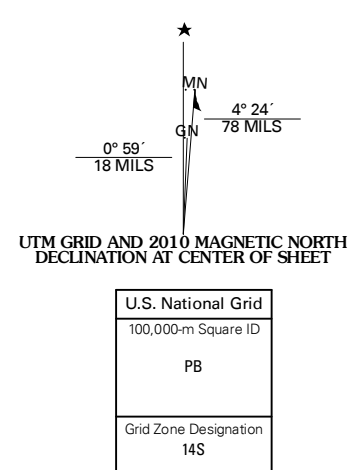 MN
GN
4° 24´
78 MILS
0° 59´
18 MILS
UTM GRID AND 2010 MAGNETIC NORTH
DECLINATION AT CENTER OF SHEET
U.S. National Grid
100,000-m Square ID
PB
Grid Zone Designation
14S